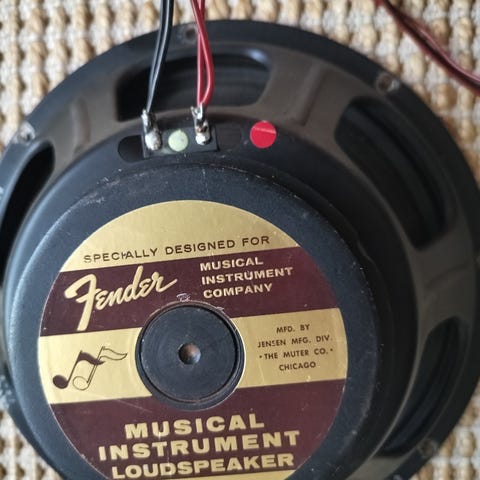 SPECIALLY DESIGNED FOR
Fender
MUSICAL
INSTRUMENT
COMPANY
MFD. BY
JENSEN MFG. DIV.
• THE MUTER CO. •
CHICAGO
MUSICAL
INSTRUMENT
LOUDSPEAKER